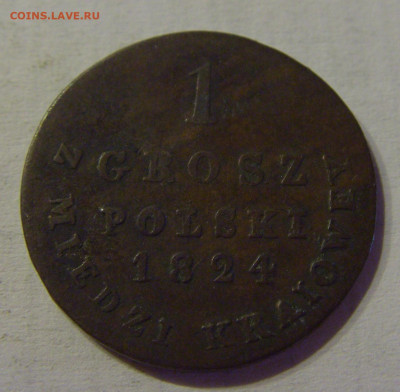 COINS.LAVE.RU
1
GROSZ
POLSKI
1824
Z MIEDZI KRAIOWEY